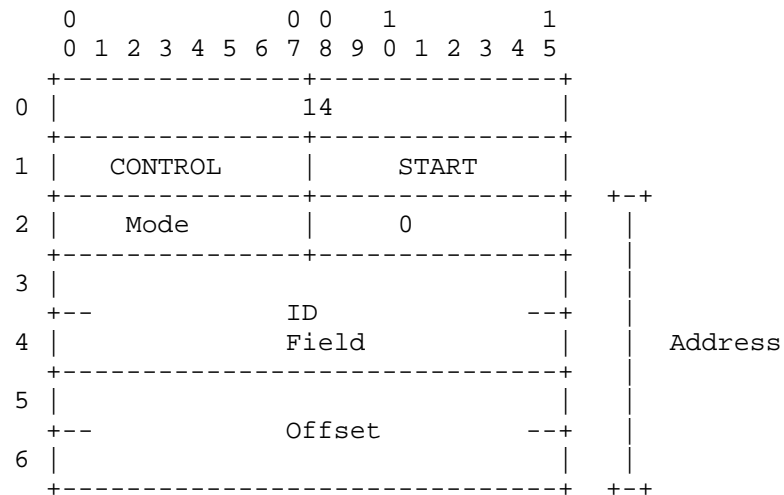 0 0 0 1 1
0 1 2 3 4 5 6 7 8 9 0 1 2 3 4 5
+---------------+---------------+
0 | 14 |
+---------------+---------------+
1 | CONTROL | START |
+---------------+---------------+ +-+
2 | Mode | 0 | |
+---------------+---------------+ |
3 | | |
+-- ID --+ |
4 | Field | | Address
+-------------------------------+ |
5 | | |
+-- Offset --+ |
6 | | |
+-------------------------------+ +-+